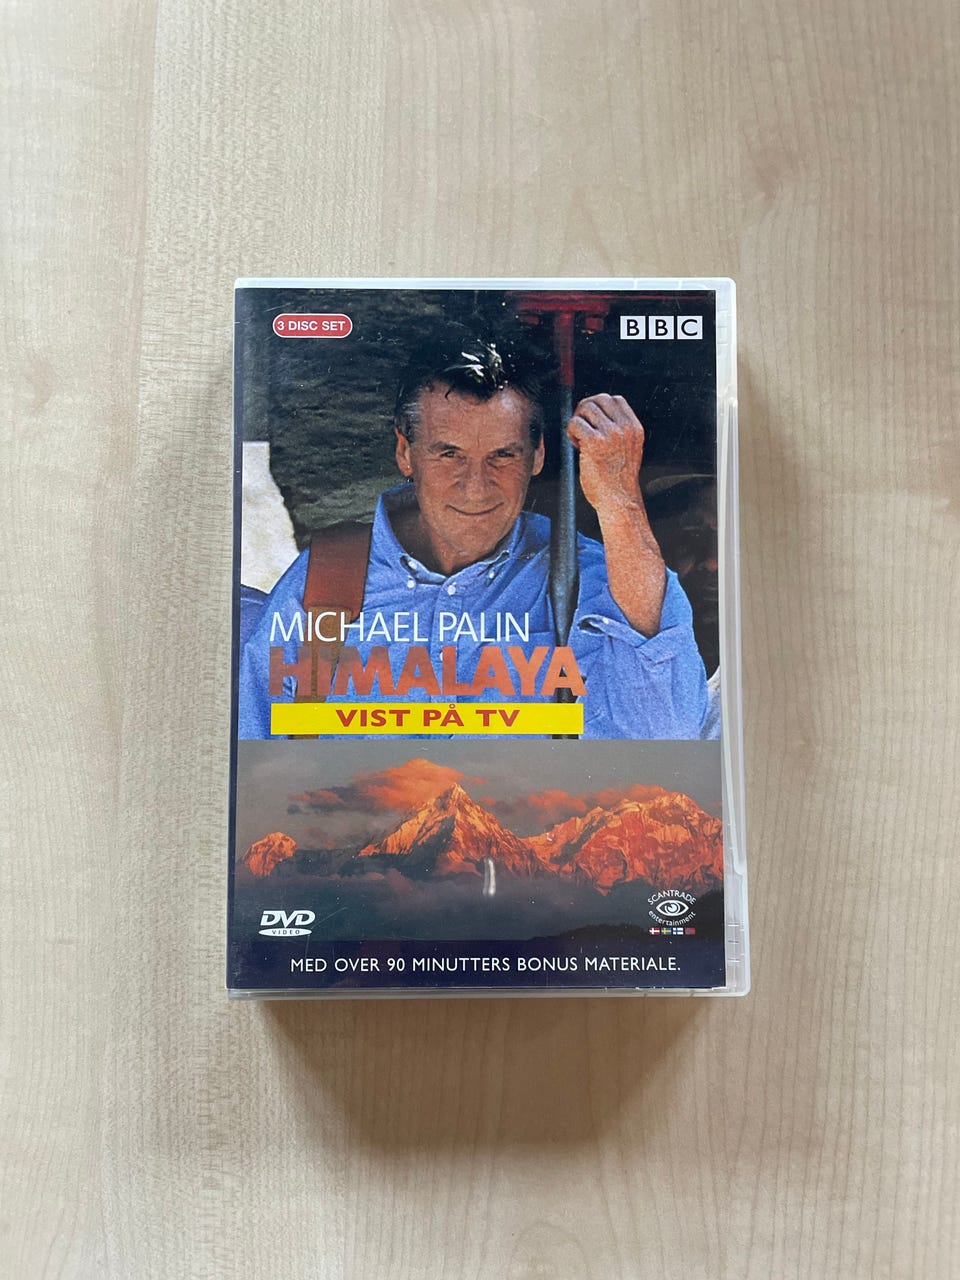 3 DISC SET
BBC
MICHAEL PALIN
HIMALAYA
VIST PÅ TV
DVD
VIDEO
SCANTRADE
entertainment
MED OVER 90 MINUTTERS BONUS MATERIALE.